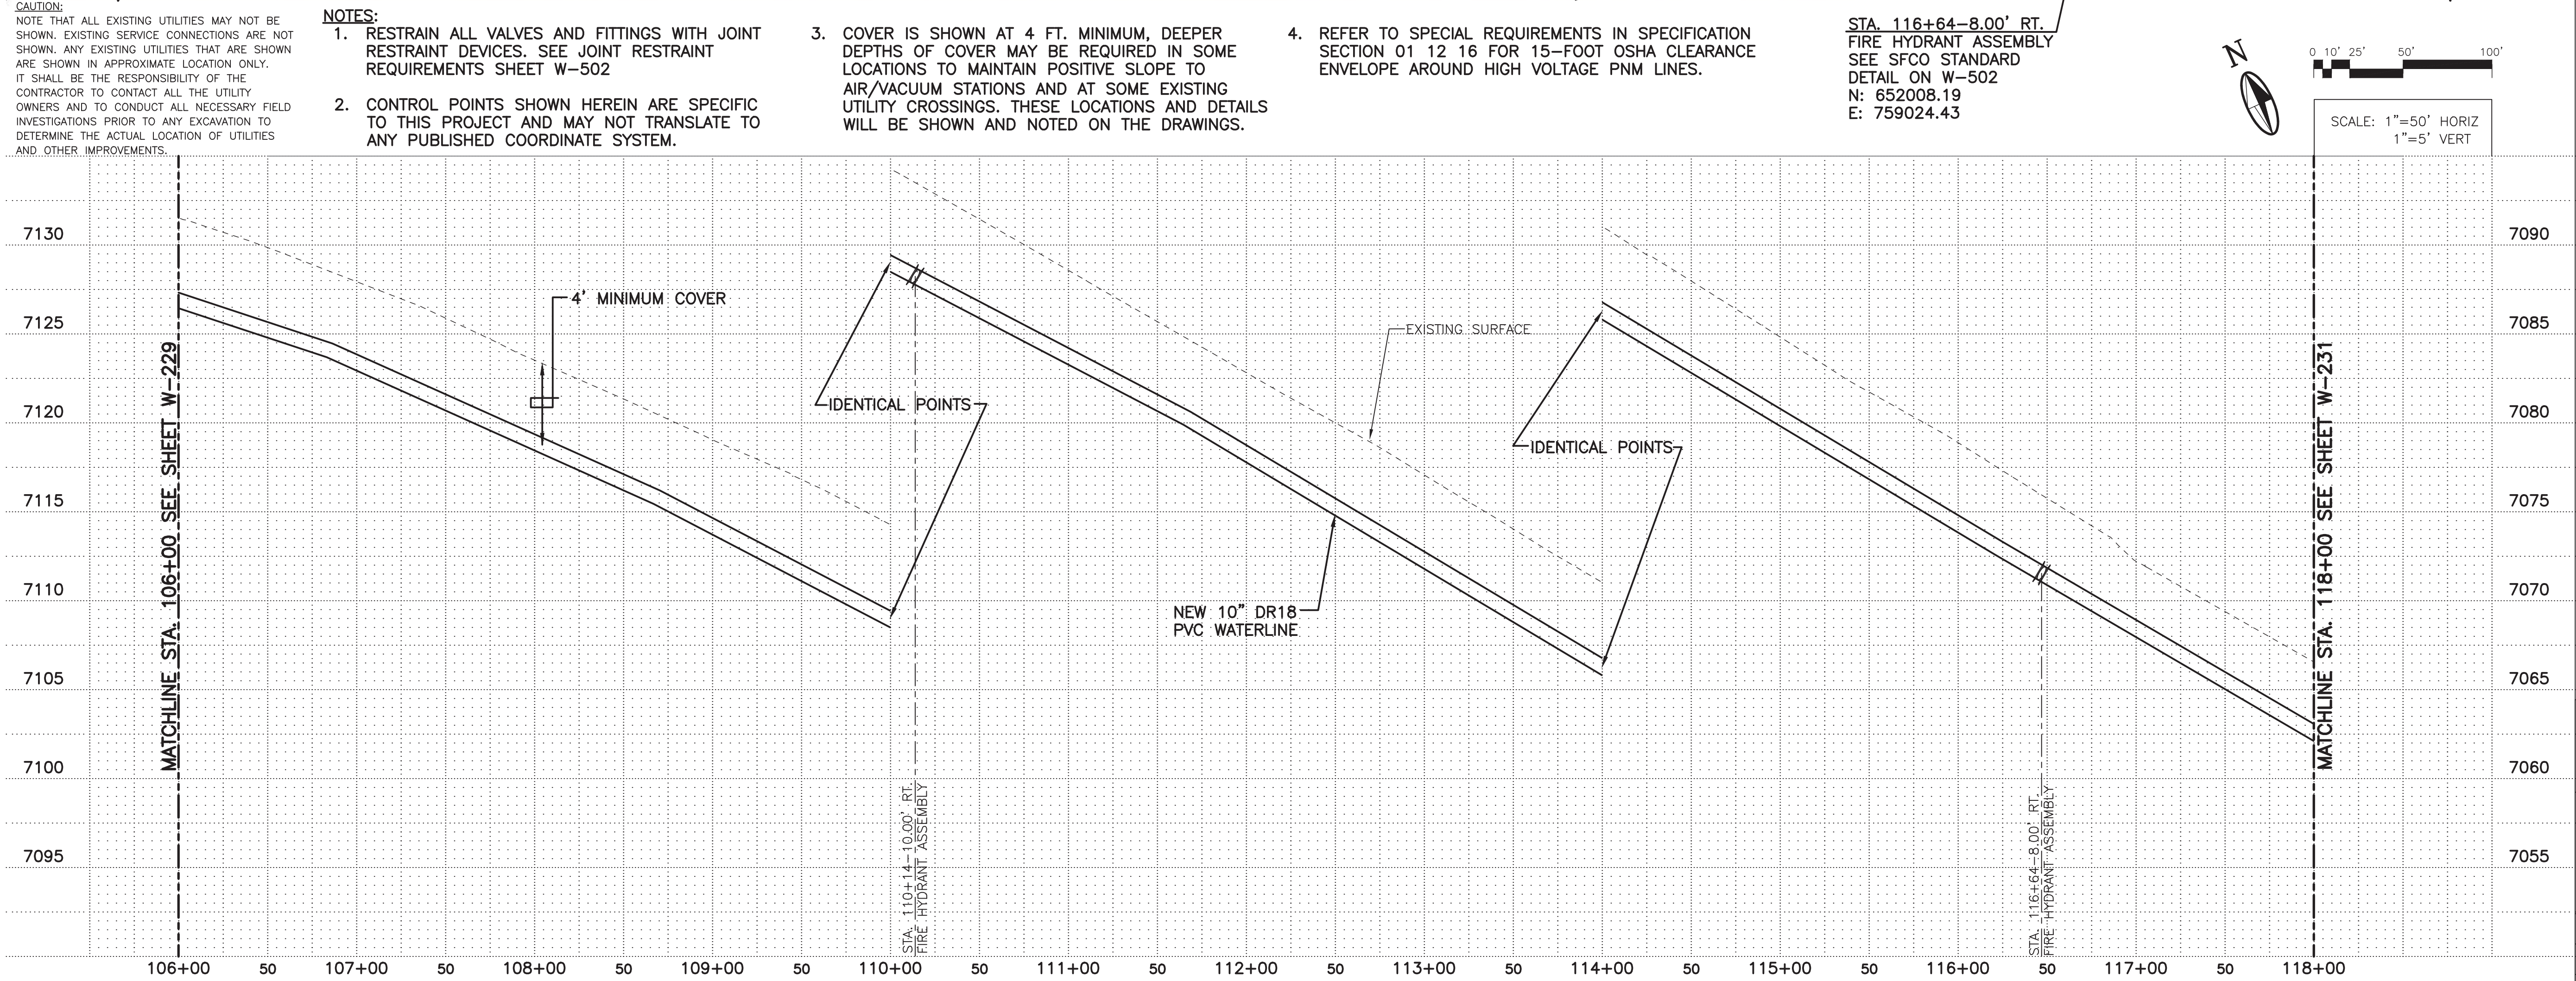 CAUTION:
NOTE THAT ALL EXISTING UTILITIES MAY NOT BE
SHOWN. EXISTING SERVICE CONNECTIONS ARE NOT
SHOWN. ANY EXISTING UTILITIES THAT ARE SHOWN
ARE SHOWN IN APPROXIMATE LOCATION ONLY.
IT SHALL BE THE RESPONSIBILITY OF THE
CONTRACTOR TO CONTACT ALL THE UTILITY
OWNERS AND TO CONDUCT ALL NECESSARY FIELD
INVESTIGATIONS PRIOR TO ANY EXCAVATION TO
DETERMINE THE ACTUAL LOCATION OF UTILITIES
AND OTHER IMPROVEMENTS.
NOTES:
1. RESTRAIN ALL VALVES AND FITTINGS WITH JOINT
RESTRAINT DEVICES. SEE JOINT RESTRAINT
REQUIREMENTS SHEET W-502
2. CONTROL POINTS SHOWN HEREIN ARE SPECIFIC
TO THIS PROJECT AND MAY NOT TRANSLATE TO
ANY PUBLISHED COORDINATE SYSTEM.
3. COVER IS SHOWN AT 4 FT. MINIMUM, DEEPER
DEPTHS OF COVER MAY BE REQUIRED IN SOME
LOCATIONS TO MAINTAIN POSITIVE SLOPE TO
AIR/VACUUM STATIONS AND AT SOME EXISTING
UTILITY CROSSINGS. THESE LOCATIONS AND DETAILS
WILL BE SHOWN AND NOTED ON THE DRAWINGS.
4. REFER TO SPECIAL REQUIREMENTS IN SPECIFICATION
SECTION 01 12 16 FOR 15-FOOT OSHA CLEARANCE
ENVELOPE AROUND HIGH VOLTAGE PNM LINES.
STA. 116+64-8.00' RT.
FIRE HYDRANT ASSEMBLY
SEE SFCO STANDARD
DETAIL ON W-502
N: 652008.19
E: 759024.43
N
0 10' 25' 50' 100'
SCALE: 1"=50' HORIZ
1"=5' VERT
7130
7125
7120
7115
7110
7105
7100
7095
MATCHLINE STA. 106+00 SEE SHEET W-229
4' MINIMUM COVER
IDENTICAL POINTS
EXISTING SURFACE
IDENTICAL POINTS
NEW 10" DR18
PVC WATERLINE
STA. 110+14-10.00' RT.
FIRE HYDRANT ASSEMBLY
STA. 116+64-8.00' RT.
FIRE HYDRANT ASSEMBLY
MATCHLINE STA. 118+00 SEE SHEET W-231
7090
7085
7080
7075
7070
7065
7060
7055
106+00 50 107+00 50 108+00 50 109+00 50 110+00 50 111+00 50 112+00 50 113+00 50 114+00 50 115+00 50 116+00 50 117+00 50 118+00